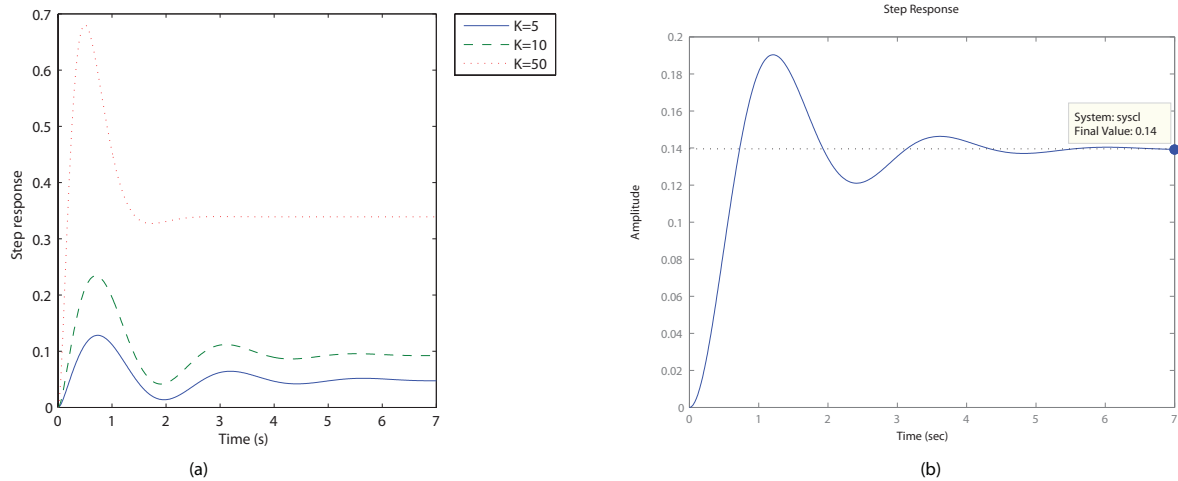 0.7
0.6
0.5
0.4
0.3
0.2
0.1
0
Step response
0 1 2 3 4 5 6 7
Time (s)
K=5
K=10
K=50
(a)
Step Response
0.2
0.18
0.16
0.14
0.12
0.1
0.08
0.06
0.04
0.02
0
Amplitude
System: syscl
Final Value: 0.14
0 1 2 3 4 5 6 7
Time (sec)
(b)